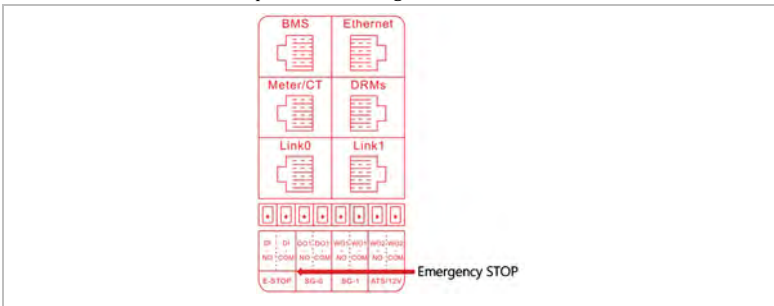 BMS Ethernet
Meter/CT DRMs
Link0 Link1
DI DI DO1 DO1 WO1 WO1 WO2 WO2
NO COM NO COM NO COM NO COM
E-STOP SG-0 SG-1 ATS/12V
Emergency STOP